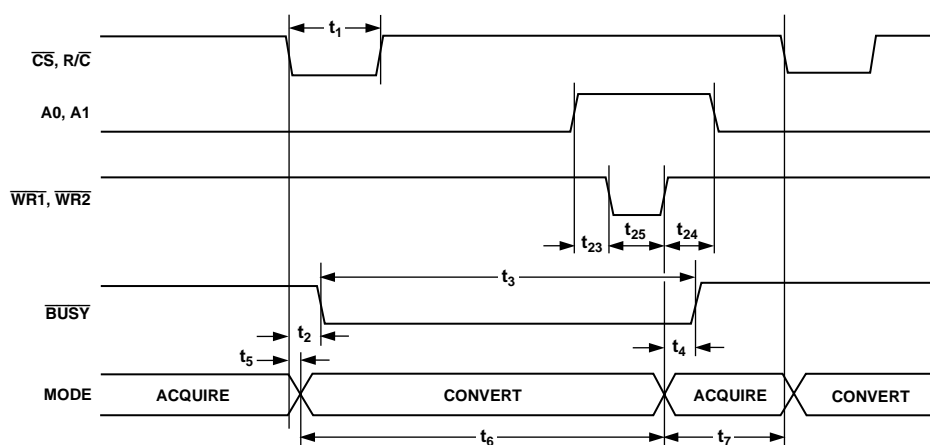 t1
CS, R/C
A0, A1
WR1, WR2
t23 t25 t24
t3
BUSY
t2
t4
t5
MODE ACQUIRE CONVERT ACQUIRE CONVERT
t6 t7